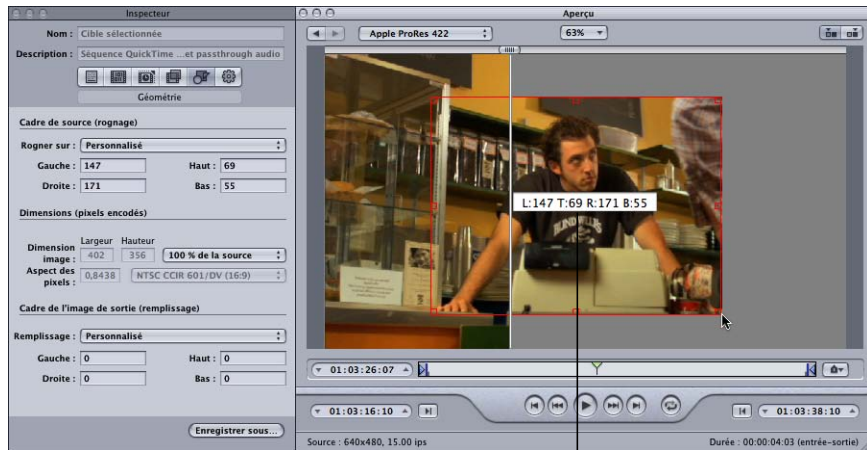 Inspecteur
Nom : Cible sélectionnée
Description : Séquence QuickTime ...et passthrough audio
Géométrie
Cadre de source (rognage)
Rogner sur : Personnalisé
Gauche : 147 Haut : 69
Droite : 171 Bas : 55
Dimensions (pixels encodés)
Largeur Hauteur
Dimension image : 402 356 100 % de la source
Aspect des pixels : 0,8438 NTSC CCIR 601/DV (16:9)
Cadre de l'image de sortie (remplissage)
Remplissage : Personnalisé
Gauche : 0 Haut : 0
Droite : 0 Bas : 0
Enregistrer sous...
Aperçu
Apple ProRes 422 63%
L:147 T:69 R:171 B:55
01:03:26:07
01:03:16:10 01:03:38:10
Source : 640x480, 15.00 ips Durée : 00:00:04:03 (entrée-sortie)